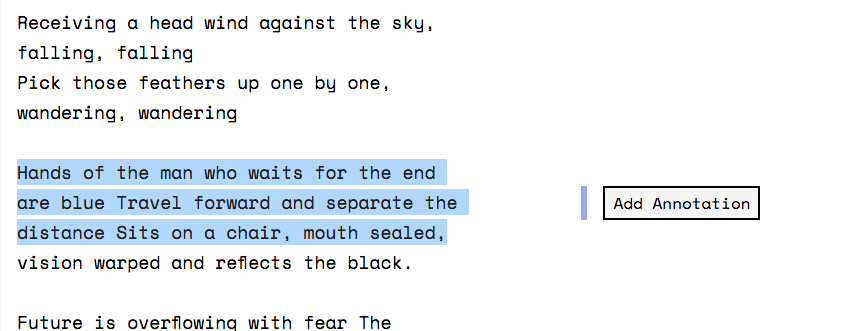 Receiving a head wind against the sky,
falling, falling
Pick those feathers up one by one,
wandering, wandering
Hands of the man who waits for the end
are blue Travel forward and separate the
distance Sits on a chair, mouth sealed,
vision warped and reflects the black.
Add Annotation
Future is overflowing with fear The